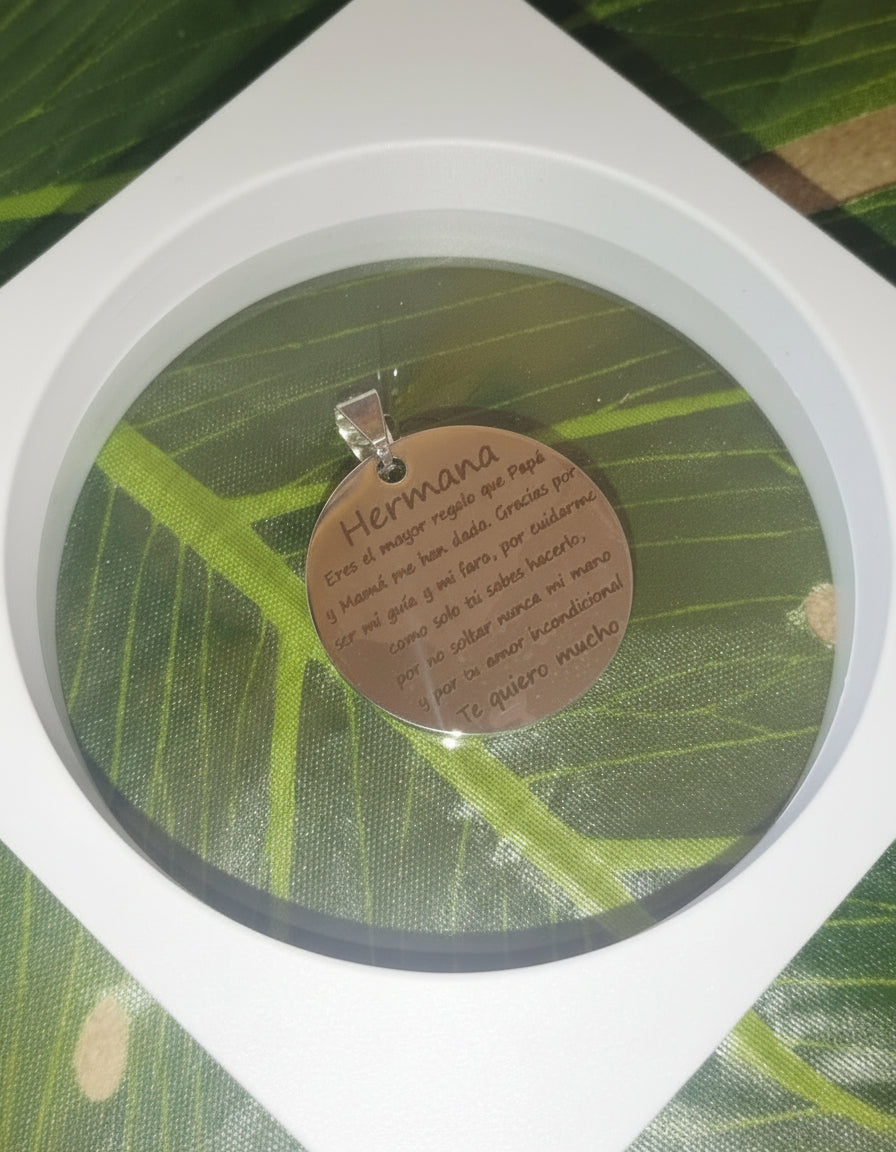 Hermana
Eres el mayor regalo que Papá
y Mamá me han dado. Gracias por
ser mi guía y mi faro, por cuidarme
como solo tú sabes hacerlo,
por no soltar nunca mi mano
y por tu amor incondicional
Te quiero mucho